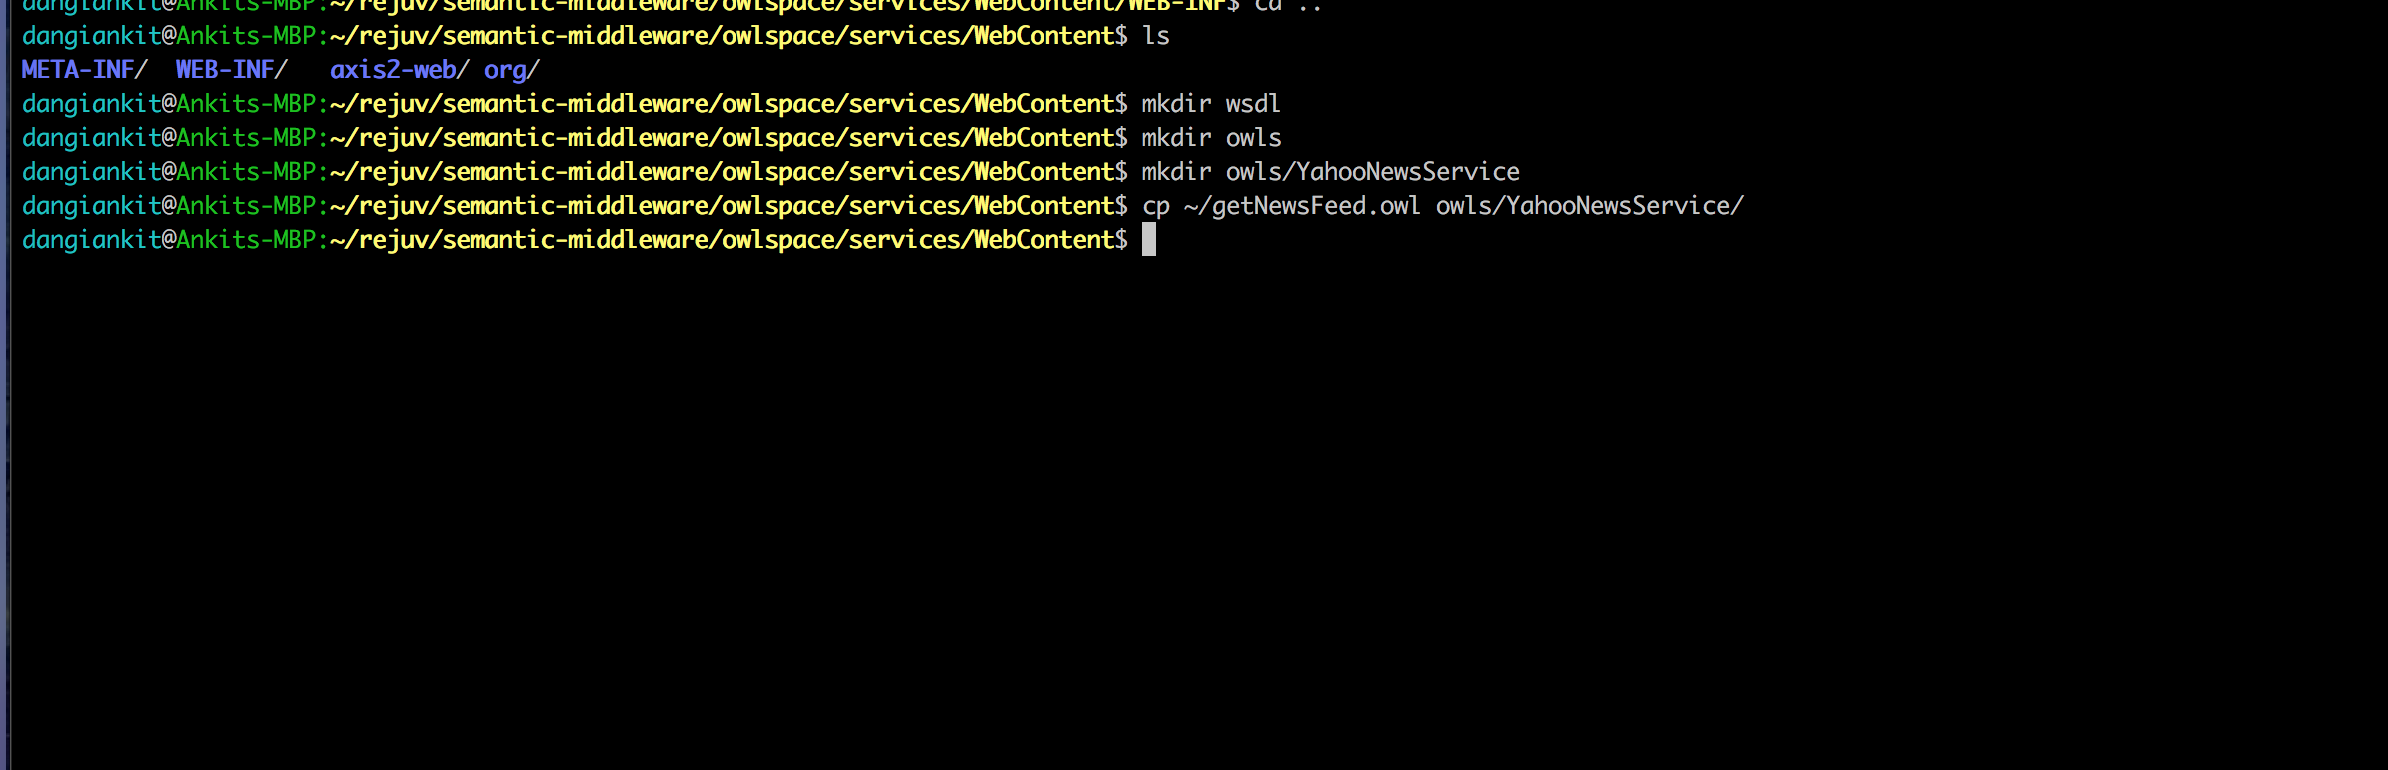 dangiankit@Ankits-MBP:~/rejuv/semantic-middleware/owlspace/services/WebContent/WEB-INF$ cd ..
dangiankit@Ankits-MBP:~/rejuv/semantic-middleware/owlspace/services/WebContent$ ls
META-INF/  WEB-INF/   axis2-web/ org/
dangiankit@Ankits-MBP:~/rejuv/semantic-middleware/owlspace/services/WebContent$ mkdir wsdl
dangiankit@Ankits-MBP:~/rejuv/semantic-middleware/owlspace/services/WebContent$ mkdir owls
dangiankit@Ankits-MBP:~/rejuv/semantic-middleware/owlspace/services/WebContent$ mkdir owls/YahooNewsService
dangiankit@Ankits-MBP:~/rejuv/semantic-middleware/owlspace/services/WebContent$ cp ~/getNewsFeed.owl owls/YahooNewsService/
dangiankit@Ankits-MBP:~/rejuv/semantic-middleware/owlspace/services/WebContent$